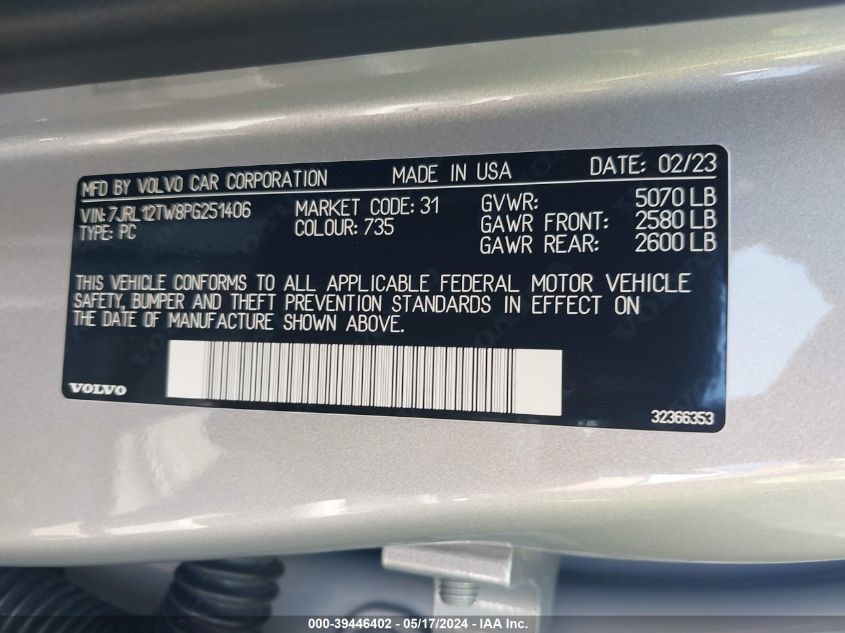 MFD BY VOLVO CAR CORPORATION MADE IN USA DATE: 02/23
VIN: 7JRL12TW8PG251406 MARKET CODE: 31 GVWR: 5070 LB
TYPE: PC COLOUR: 735 GAWR FRONT: 2580 LB
GAWR REAR: 2600 LB
THIS VEHICLE CONFORMS TO ALL APPLICABLE FEDERAL MOTOR VEHICLE
SAFETY, BUMPER AND THEFT PREVENTION STANDARDS IN EFFECT ON
THE DATE OF MANUFACTURE SHOWN ABOVE.
VOLVO
32366353
000-39446402 - 05/17/2024 - IAA Inc.